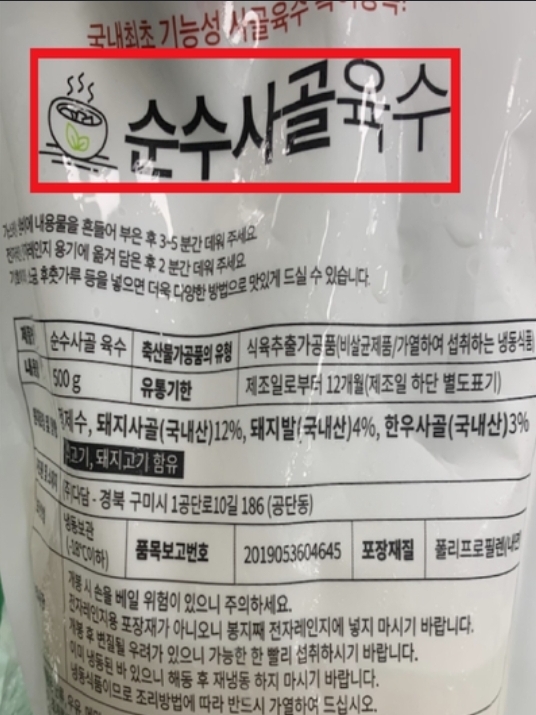 국내최초 기능성 사골육수
순수사골육수
내용물을 흔들어 부은 후 3~5 분간 데워 주세요.
용기에 옮겨 담은 후 2 분간 데워 주세요
후춧가루 등을 넣으면 더욱 다양한 방법으로 맛있게 드실 수 있습니다.
순수사골 육수 축산물가공품의 유형 식육추출가공품(비살균제품/가열하여 섭취하는 냉동식품)
500g 유통기한 제조일로부터 12개월(제조일 하단 별도표기)
정제수, 돼지사골(국내산)12%, 돼지발(국내산)4%, 한우사골(국내산)3%
돼지고기 함유
(주)다담 - 경북 구미시 1공단로10길 186 (공단동)
냉동보관
(-18℃이하) 품목보고번호 2019053604645 포장재질 폴리프로필렌(내면)
개봉 시 손을 베일 위험이 있으니 주의하세요.
전자레인지용 포장재가 아니오니 봉지째 전자레인지에 넣지 마시기 바랍니다.
개봉 후 변질될 우려가 있으니 가능한 한 빨리 섭취하시기 바랍니다.
이미 냉동된 바 있으니 해동 후 재냉동 하지 마시기 바랍니다.
냉동식품이므로 조리방법에 따라 반드시 가열하여 드십시오.